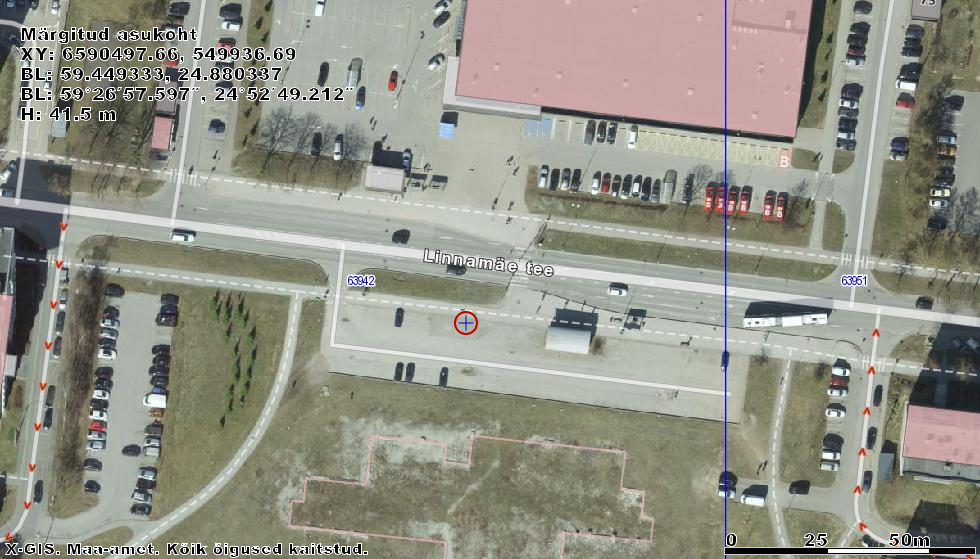 73
Märgitud asukoht
XY: 6590497.66, 549936.69
BL: 59.449333, 24.880337
BL: 59°26´57.597¨, 24°52´49.212¨
H: 41.5 m
Linnamäe tee
63942
63951
0 25 50m
X-GIS. Maa-amet. Kõik õigused kaitstud.